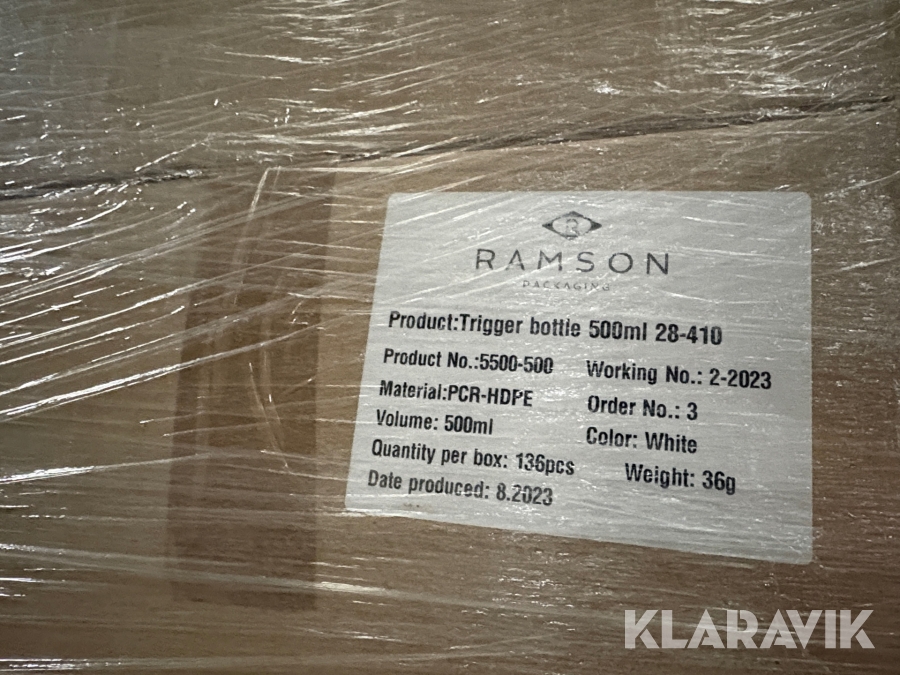 R
RAMSON
PACKAGING
Product:Trigger bottle 500ml 28-410
Product No.:5500-500
Working No.: 2-2023
Material:PCR-HDPE
Order No.: 3
Volume: 500ml
Color: White
Quantity per box: 136pcs
Weight: 36g
Date produced: 8.2023
KLARAVIK